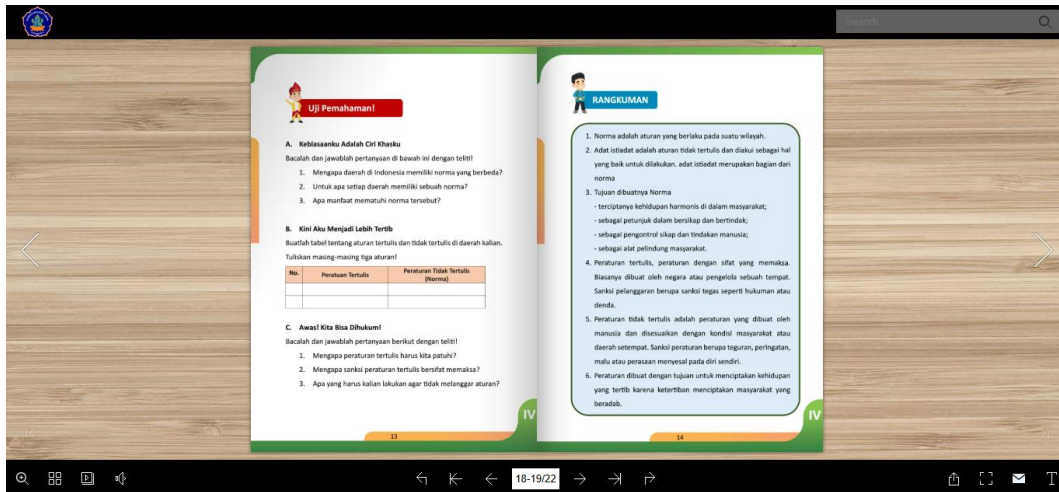 Search
Uji Pemahaman!
A. Kebiasaanku Adalah Ciri Khasku
Bacalah dan jawablah pertanyaan di bawah ini dengan teliti!
1. Mengapa daerah di Indonesia memiliki norma yang berbeda?
2. Untuk apa setiap daerah memiliki sebuah norma?
3. Apa manfaat mematuhi norma tersebut?
B. Kini Aku Menjadi Lebih Tertib
Buatlah tabel tentang aturan tertulis dan tidak tertulis di daerah kalian.
Tuliskan masing-masing tiga aturan!
No. Peratuan Tertulis Peraturan Tidak Tertulis
(Norma)
C. Awas! Kita Bisa Dihukum!
Bacalah dan jawablah pertanyaan berikut dengan teliti!
1. Mengapa peraturan tertulis harus kita patuhi?
2. Mengapa sanksi peraturan tertulis bersifat memaksa?
3. Apa yang harus kalian lakukan agar tidak melanggar aturan?
IV
13
RANGKUMAN
1. Norma adalah aturan yang berlaku pada suatu wilayah.
2. Adat istiadat adalah aturan tidak tertulis dan diakui sebagai hal
yang baik untuk dilakukan. adat istiadat merupakan bagian dari
norma
3. Tujuan dibuatnya Norma
- terciptanya kehidupan harmonis di dalam masyarakat;
- sebagai petunjuk dalam bersikap dan bertindak;
- sebagai pengontrol sikap dan tindakan manusia;
- sebagai alat pelindung masyarakat.
4. Peraturan tertulis, peraturan dengan sifat yang memaksa.
Biasanya dibuat oleh negara atau pengelola sebuah tempat.
Sanksi pelanggaran berupa sanksi tegas seperti hukuman atau
denda.
5. Peraturan tidak tertulis adalah peraturan yang dibuat oleh
manusia dan disesuaikan dengan kondisi masyarakat atau
daerah setempat. Sanksi peraturan berupa teguran, peringatan,
malu atau perasaan menyesal pada diri sendiri.
6. Peraturan dibuat dengan tujuan untuk menciptakan kehidupan
yang tertib karena ketertiban menciptakan masyarakat yang
beradab.
IV
14
18-19/22